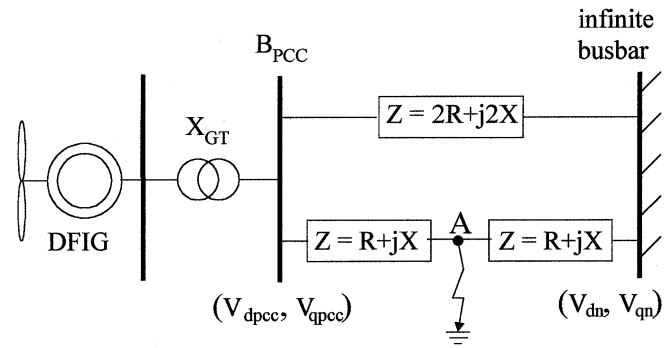 infinite
busbar
B_PCC
X_GT
Z = 2R+j2X
DFIG
Z = R+jX
A
Z = R+jX
(V_dpcc, V_qpcc)
(V_dn, V_qn)